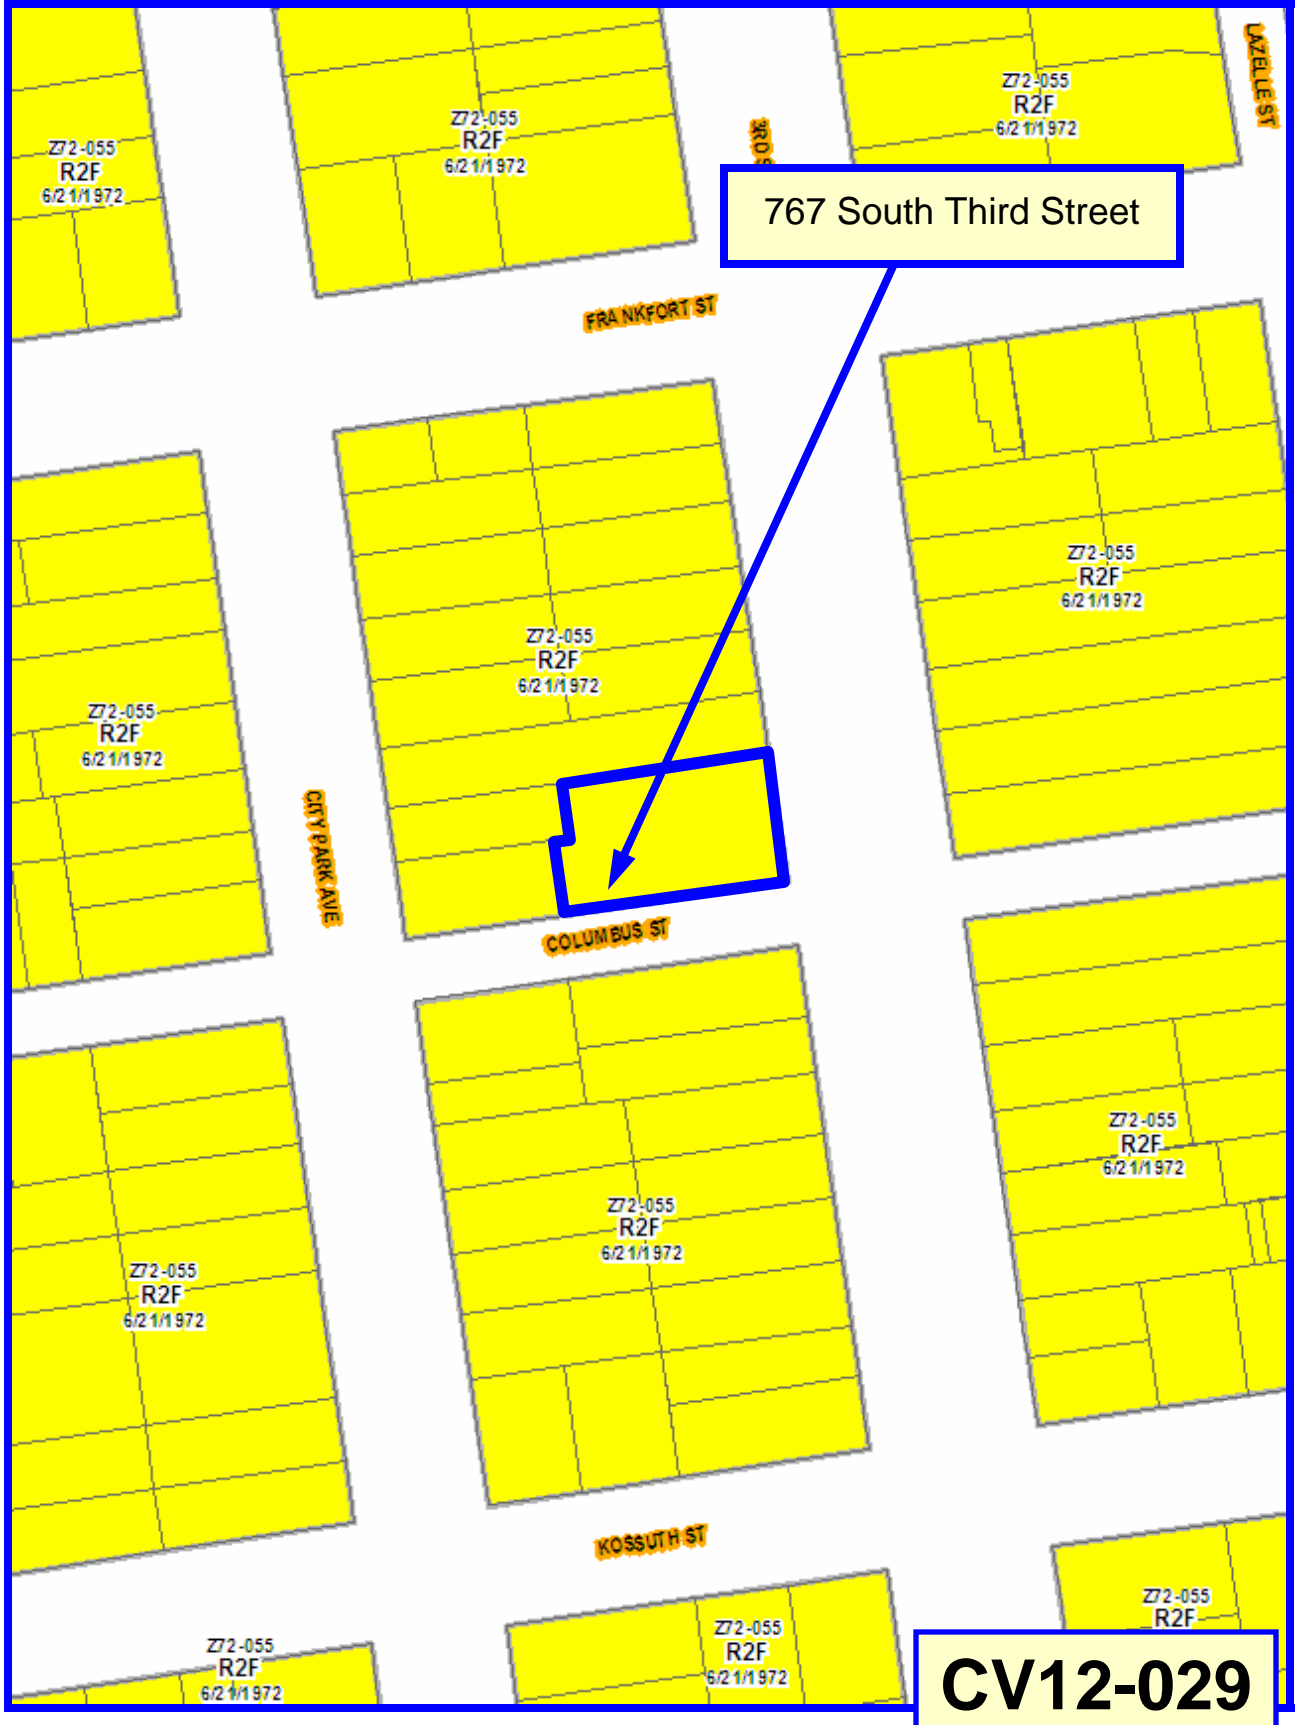 LAZELLE ST
Z72-055
R2F
6/21/1972
Z72-055
R2F
6/21/1972
3RD S
Z72-055
R2F
6/21/1972
767 South Third Street
FRANKFORT ST
Z72-055
R2F
6/21/1972
Z72-055
R2F
6/21/1972
Z72-055
R2F
6/21/1972
CITY PARK AVE
COLUMBUS ST
Z72-055
R2F
6/21/1972
Z72-055
R2F
6/21/1972
Z72-055
R2F
6/21/1972
KOSSUTH ST
Z72-055
R2F
Z72-055
R2F
6/21/1972
Z72-055
R2F
6/21/1972
CV12-029